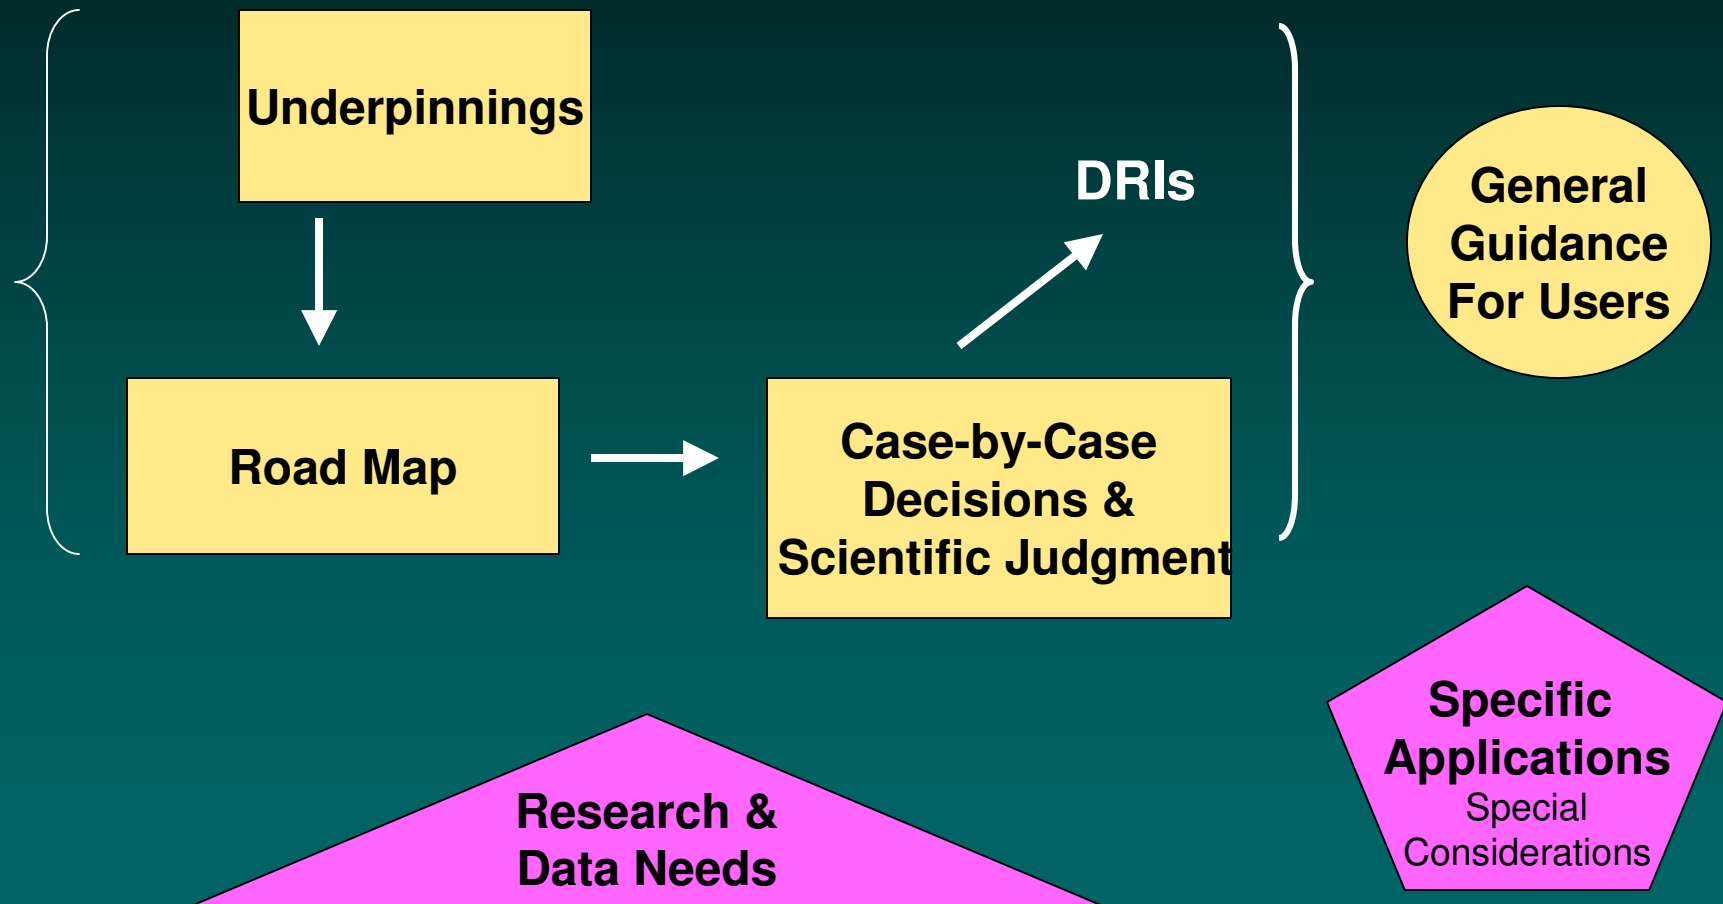 Underpinnings
DRIs
General
Guidance
For Users
Road Map
Case-by-Case
Decisions &
Scientific Judgment
Specific
Applications
Special
Considerations
Research &
Data Needs